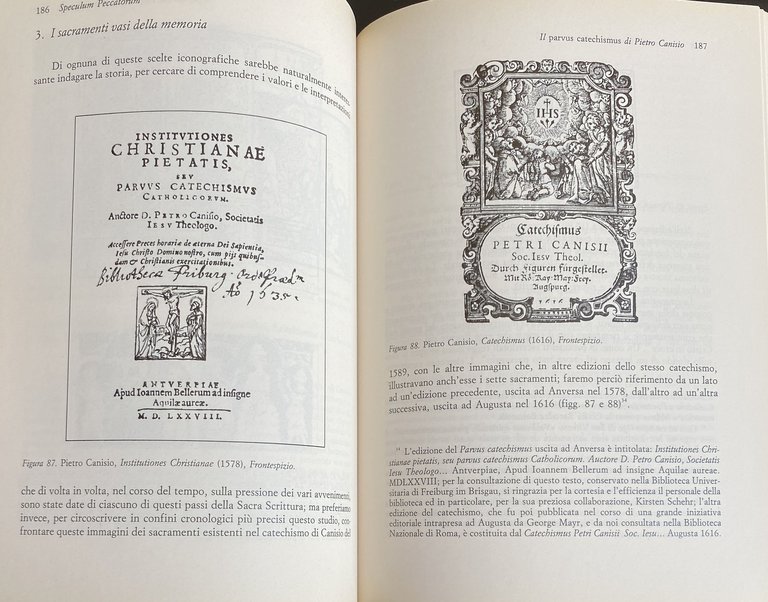 186 Speculum Peccatorum
3. I sacramenti vasi della memoria
Di ognuna di queste scelte iconografiche sarebbe naturalmente interes-
sante indagare la storia, per cercare di comprendere i valori e le interpretazioni
INSTITVTIONES
CHRISTIANAE
PIETATIS,
SEV
PARVVS CATECHISMVS
CATHOLICORVM.
Auctore D. PETRO Canisio, Societatis
IESV Theologo.
Accessere Preces horariæ de æterna Dei Sapientia,
Iesu Christo Domino nostro, cum pijs quibus-
dam & Christianis exercitationibus.
Bibliotheca Friburg.
Aº
ANTVERPIAE
Apud Ioannem Bellerum ad insigne
Aquilæ aureæ.
M. D. LXXVIII.
Figura 87. Pietro Canisio, Institutiones Christianae (1578), Frontespizio.
che di volta in volta, nel corso del tempo, sulla pressione dei vari avvenimenti,
sono state date di ciascuno di questi passi della Sacra Scrittura; ma preferiamo
invece, per circoscrivere in confini cronologici più precisi questo studio, con-
frontare queste immagini dei sacramenti esistenti nel catechismo di Canisio del
Il parvus catechismus di Pietro Canisio 187
IHS
Catechismus
PETRI CANISII
Soc. Iesu Theol.
Durch Figuren fürgestellet.
Mit Rö. Kay. May. Frey.
Augspurg.
Figura 88. Pietro Canisio, Catechismus (1616), Frontespizio.
1589, con le altre immagini che, in altre edizioni dello stesso catechismo,
illustravano anch'esse i sette sacramenti; faremo perciò riferimento da un lato
ad un'edizione precedente, uscita ad Anversa nel 1578, dall'altro ad un'altra
successiva, uscita ad Augusta nel 1616 (figg. 87 e 88)
L'edizione del Parvus catechismus uscita ad Anversa è intitolata: Institutiones Chri-
stianae pietatis, seu parvus catechismus Catholicorum. Auctore D. Petro Canisio, Societatis
Iesu Theologo... Antverpiae, Apud Ioannem Bellerum ad insigne Aquilae aureae.
MDLXXVIII; per la consultazione di questo testo, conservato nella Biblioteca Univer-
sitaria di Freiburg im Brisgau, si ringrazia per la cortesia e l'efficienza il personale della
biblioteca ed in particolare, per la sua preziosa collaborazione, Kirsten Schehr; l'altra
edizione del catechismo, che fu poi pubblicata nel corso di una grande iniziativa
editoriale intrapresa ad Augusta da George Mayr, e da noi consultata nella Biblioteca
Nazionale di Roma, è costituita dal Catechismus Petri Canisii Soc. Iesu... Augusta 1616.